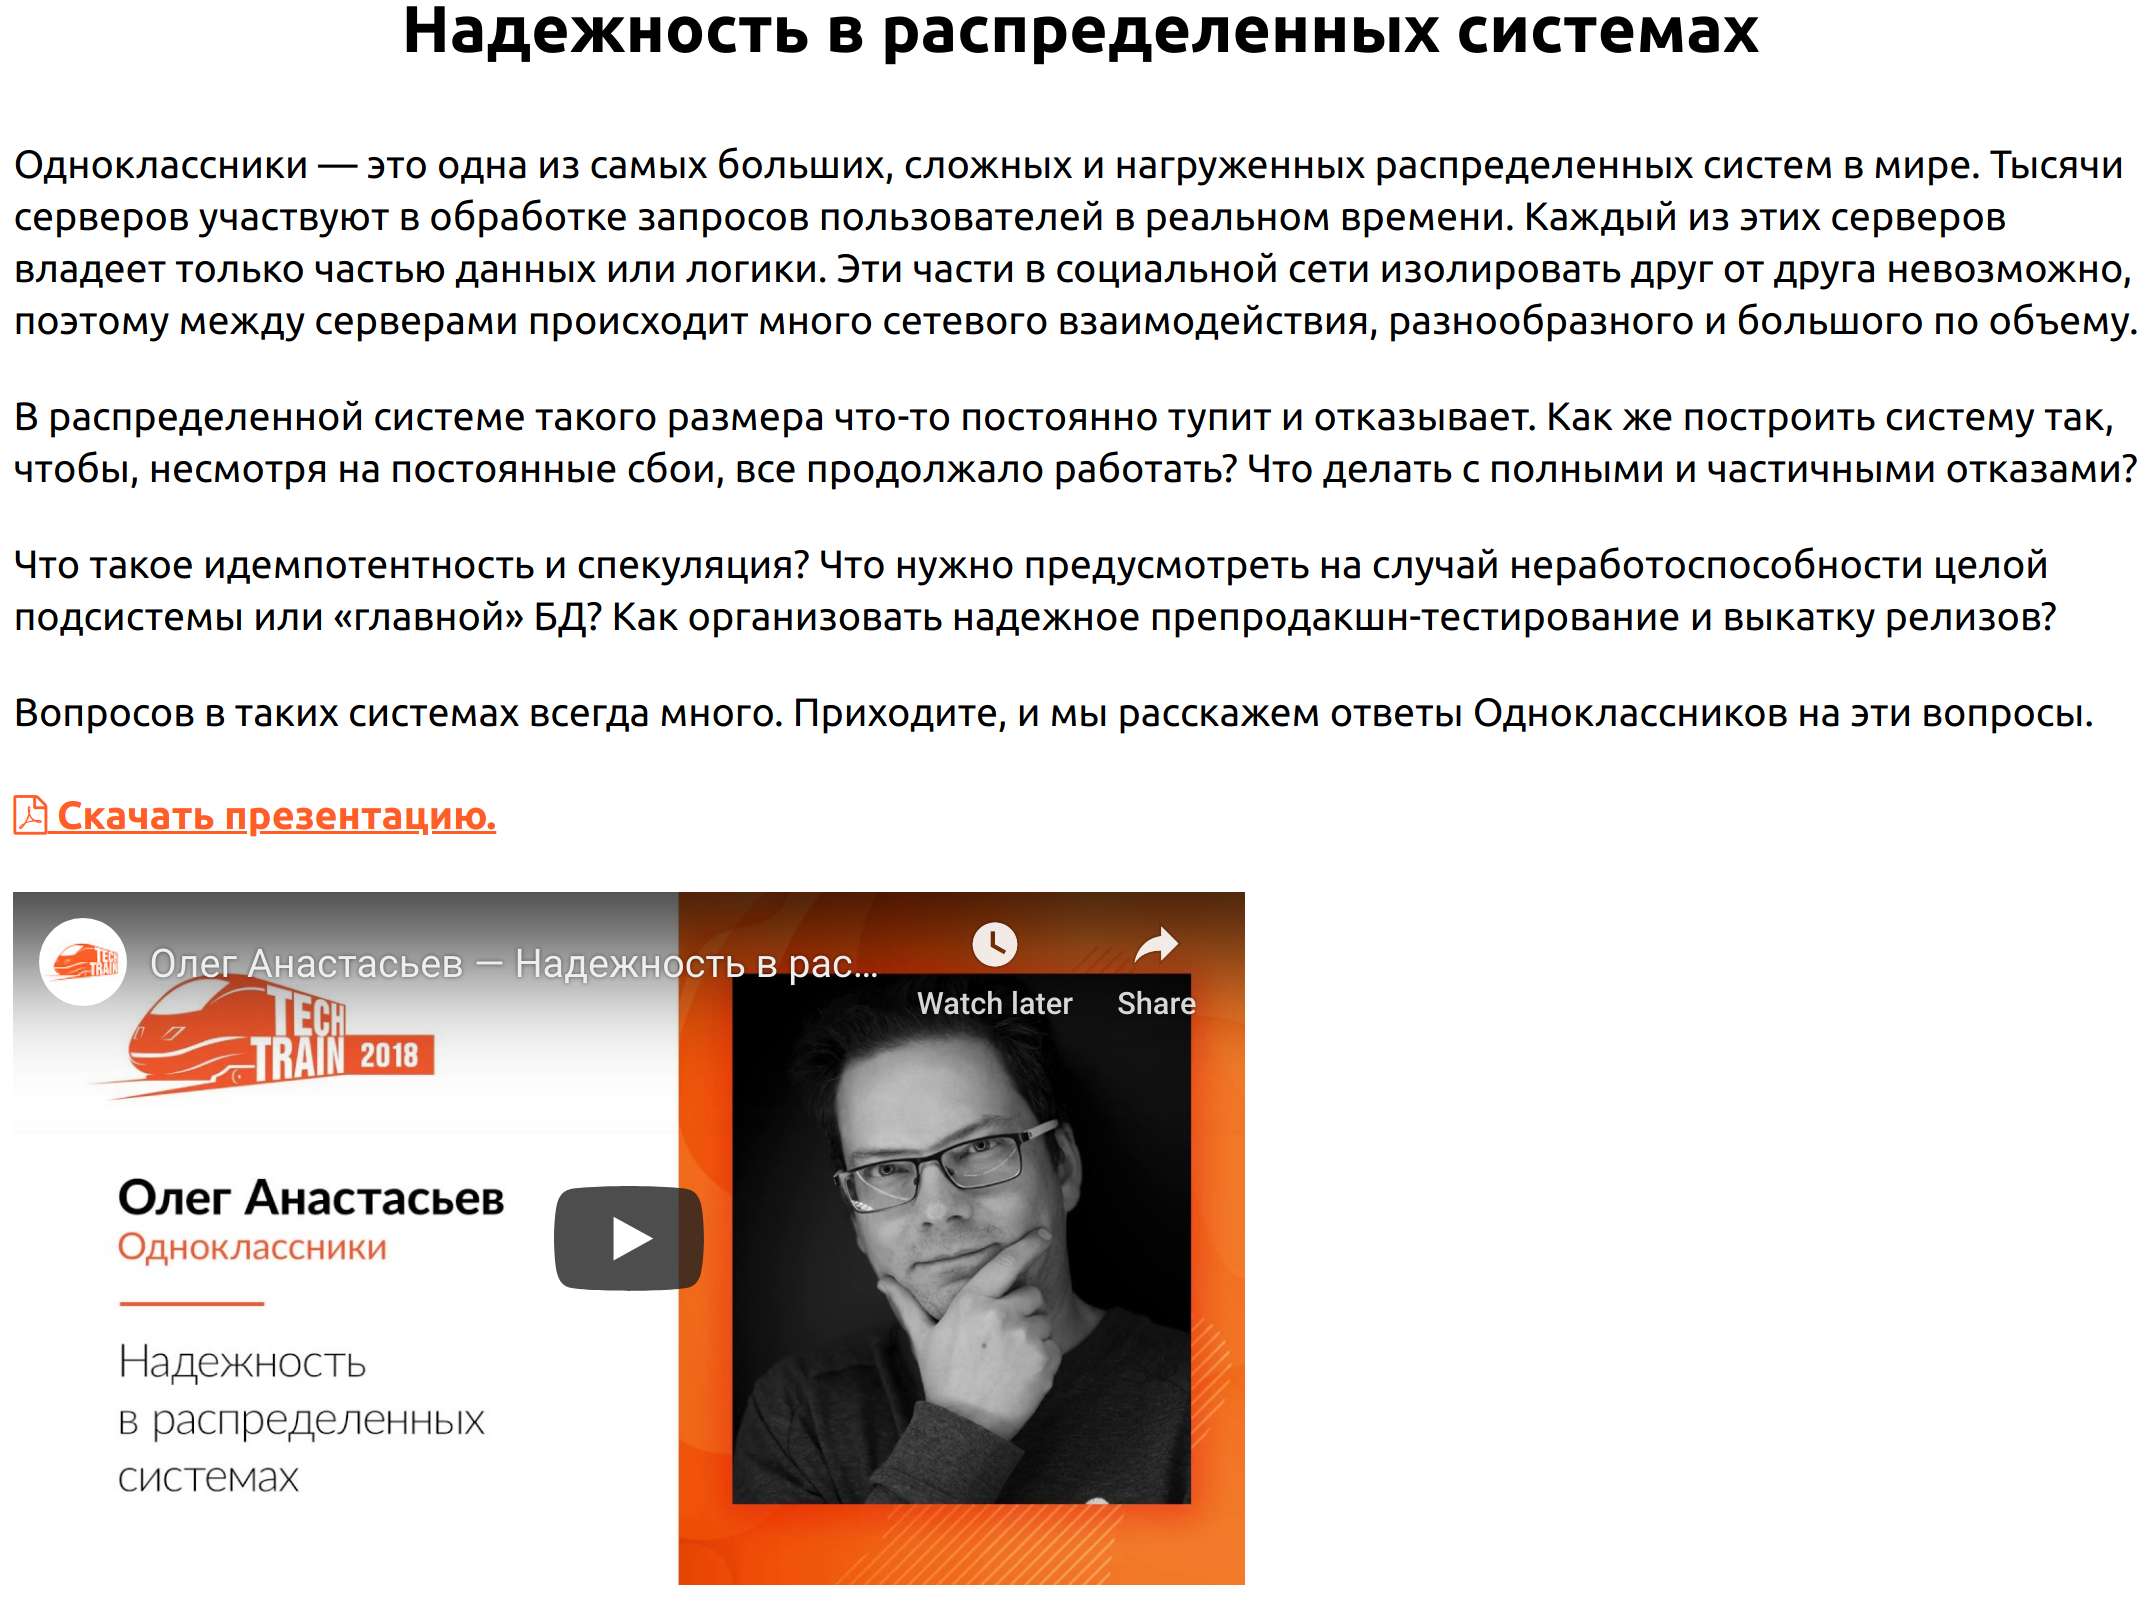 Надежность в распределенных системах
Одноклассники — это одна из самых больших, сложных и нагруженных распределенных систем в мире. Тысячи
серверов участвуют в обработке запросов пользователей в реальном времени. Каждый из этих серверов
владеет только частью данных или логики. Эти части в социальной сети изолировать друг от друга невозможно,
поэтому между серверами происходит много сетевого взаимодействия, разнообразного и большого по объему.
В распределенной системе такого размера что-то постоянно тупит и отказывает. Как же построить систему так,
чтобы, несмотря на постоянные сбои, все продолжало работать? Что делать с полными и частичными отказами?
Что такое идемпотентность и спекуляция? Что нужно предусмотреть на случай неработоспособности целой
подсистемы или «главной» БД? Как организовать надежное препродакшн-тестирование и выкатку релизов?
Вопросов в таких системах всегда много. Приходите, и мы расскажем ответы Одноклассников на эти вопросы.
Скачать презентацию.
TECH
TRAIN
Олег Анастасьев — Надежность в рас...
Watch later
Share
TECH
TRAIN 2018
Олег Анастасьев
Одноклассники
Надежность
в распределенных
системах